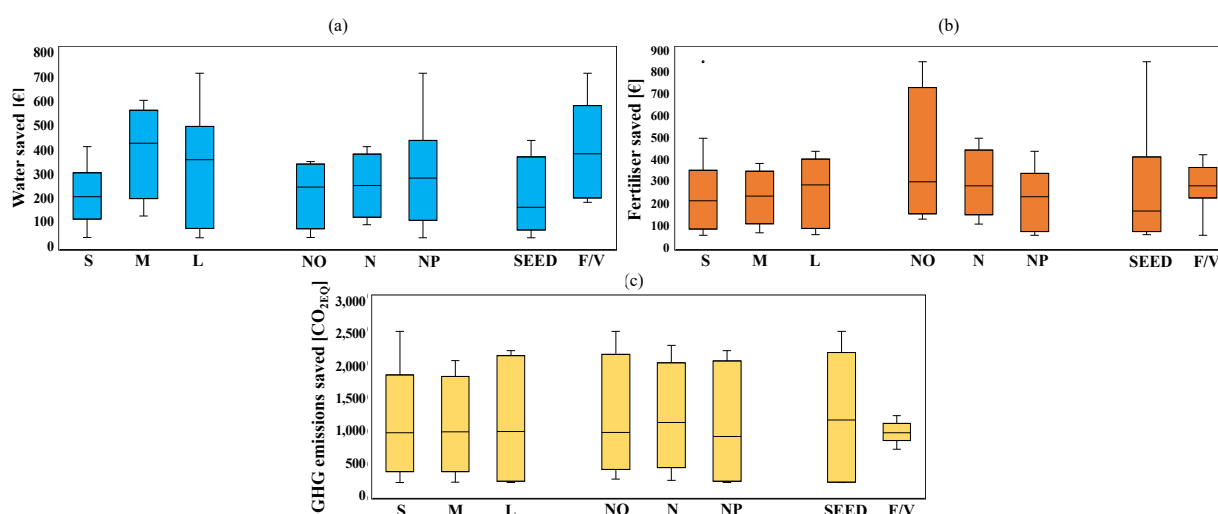 (a)
Water saved [€]
800
700
600
500
400
300
200
100
0
S M L NO N NP SEED F/V
(b)
Fertiliser saved [€]
900
800
700
600
500
400
300
200
100
0
S M L NO N NP SEED F/V
(c)
GHG emissions saved [CO2EQ]
3,000
2,500
2,000
1,500
1,000
500
0
S M L NO N NP SEED F/V